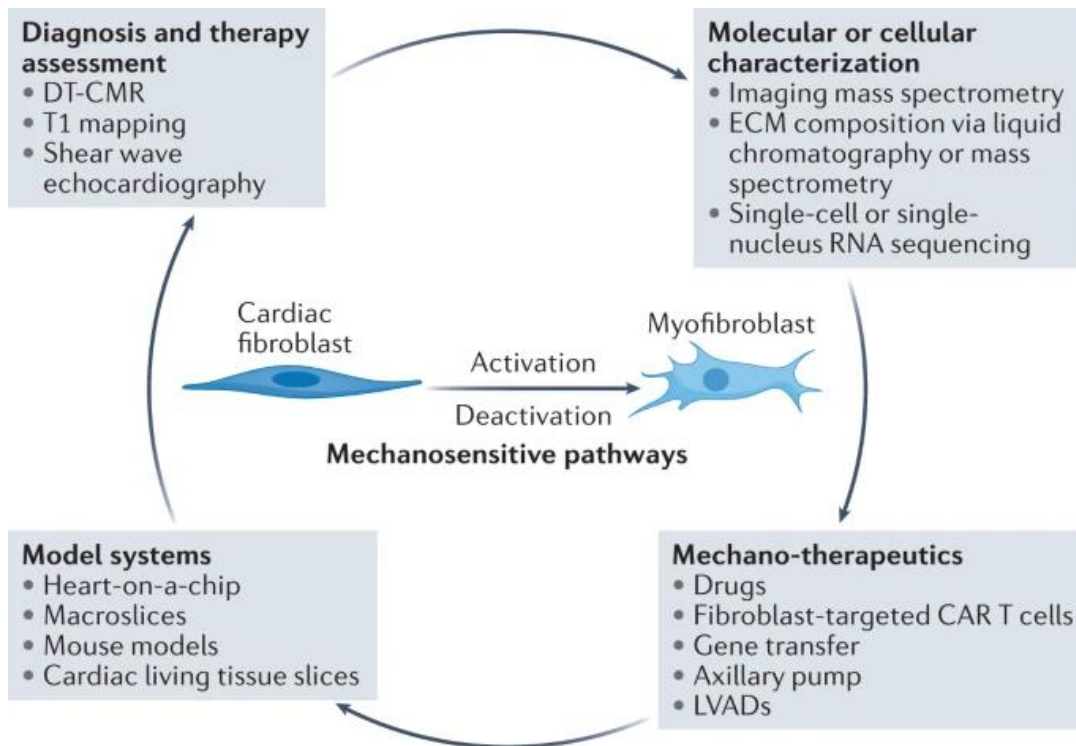 Diagnosis and therapy
assessment
• DT-CMR
• T1 mapping
• Shear wave
echocardiography
Molecular or cellular
characterization
• Imaging mass spectrometry
• ECM composition via liquid
chromatography or mass
spectrometry
• Single-cell or single-
nucleus RNA sequencing
Cardiac
fibroblast
Activation
Deactivation
Myofibroblast
Mechanosensitive pathways
Model systems
• Heart-on-a-chip
• Macroslices
• Mouse models
• Cardiac living tissue slices
Mechano-therapeutics
• Drugs
• Fibroblast-targeted CAR T cells
• Gene transfer
• Axillary pump
• LVADs